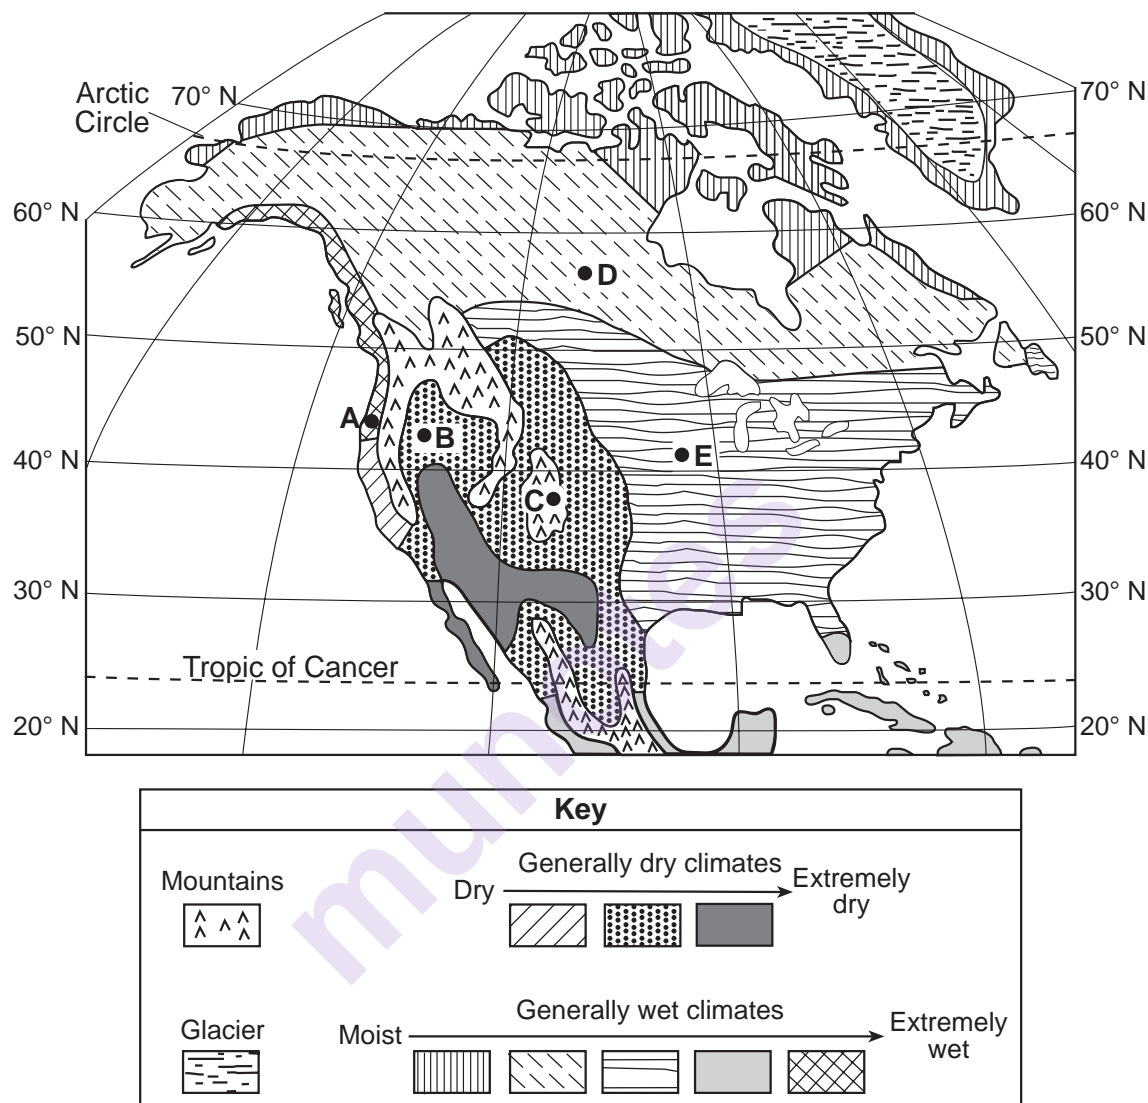 Arctic Circle
70° N
70° N
60° N
60° N
D
50° N
50° N
A
B
40° N
E
40° N
C
30° N
30° N
Tropic of Cancer
20° N
20° N
munotes
Key
Generally dry climates
Mountains
Dry
Extremely
dry
Generally wet climates
Glacier
Moist
Extremely
wet